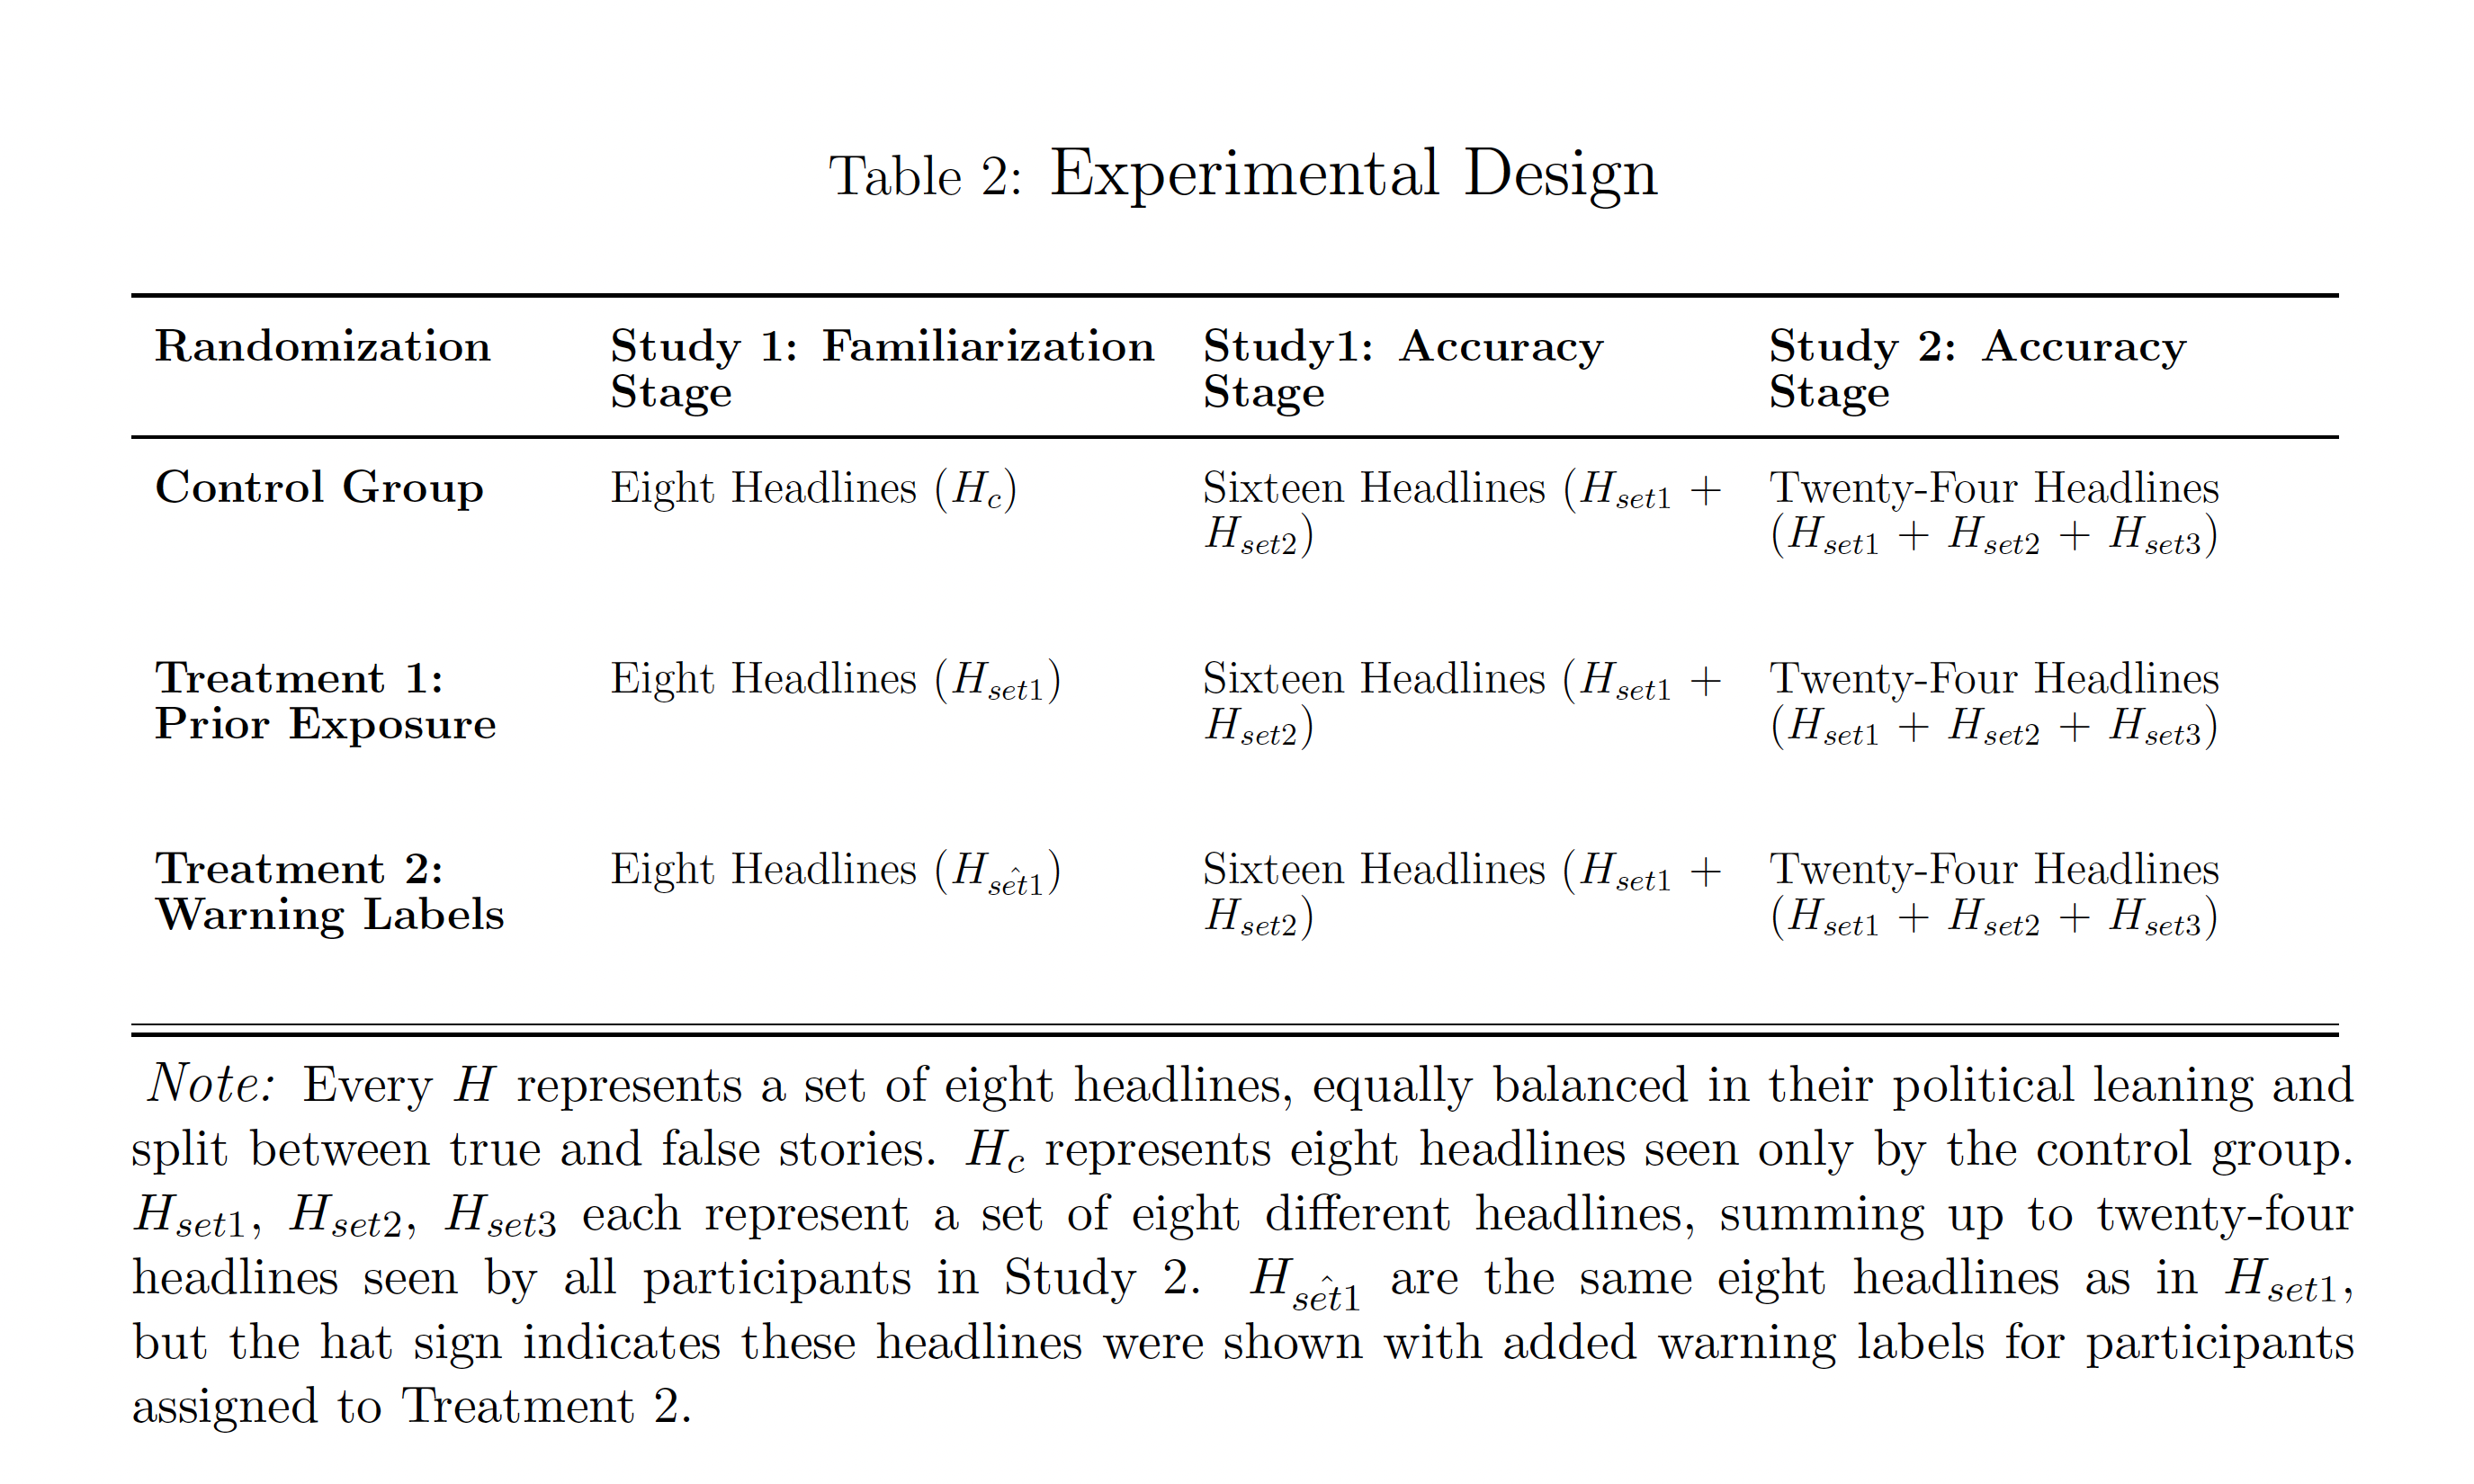 Table 2: Experimental Design
Randomization Study 1: Familiarization Study1: Accuracy Study 2: Accuracy
Stage Stage Stage
Control Group Eight Headlines (H_c) Sixteen Headlines (H_{set1} + Twenty-Four Headlines
H_{set2}) (H_{set1} + H_{set2} + H_{set3})
Treatment 1: Eight Headlines (H_{set1}) Sixteen Headlines (H_{set1} + Twenty-Four Headlines
Prior Exposure H_{set2}) (H_{set1} + H_{set2} + H_{set3})
Treatment 2: Eight Headlines (H_{\hat{set1}}) Sixteen Headlines (H_{set1} + Twenty-Four Headlines
Warning Labels H_{set2}) (H_{set1} + H_{set2} + H_{set3})
Note: Every H represents a set of eight headlines, equally balanced in their political leaning and
split between true and false stories. H_c represents eight headlines seen only by the control group.
H_{set1}, H_{set2}, H_{set3} each represent a set of eight different headlines, summing up to twenty-four
headlines seen by all participants in Study 2. H_{\hat{set1}} are the same eight headlines as in H_{set1},
but the hat sign indicates these headlines were shown with added warning labels for participants
assigned to Treatment 2.